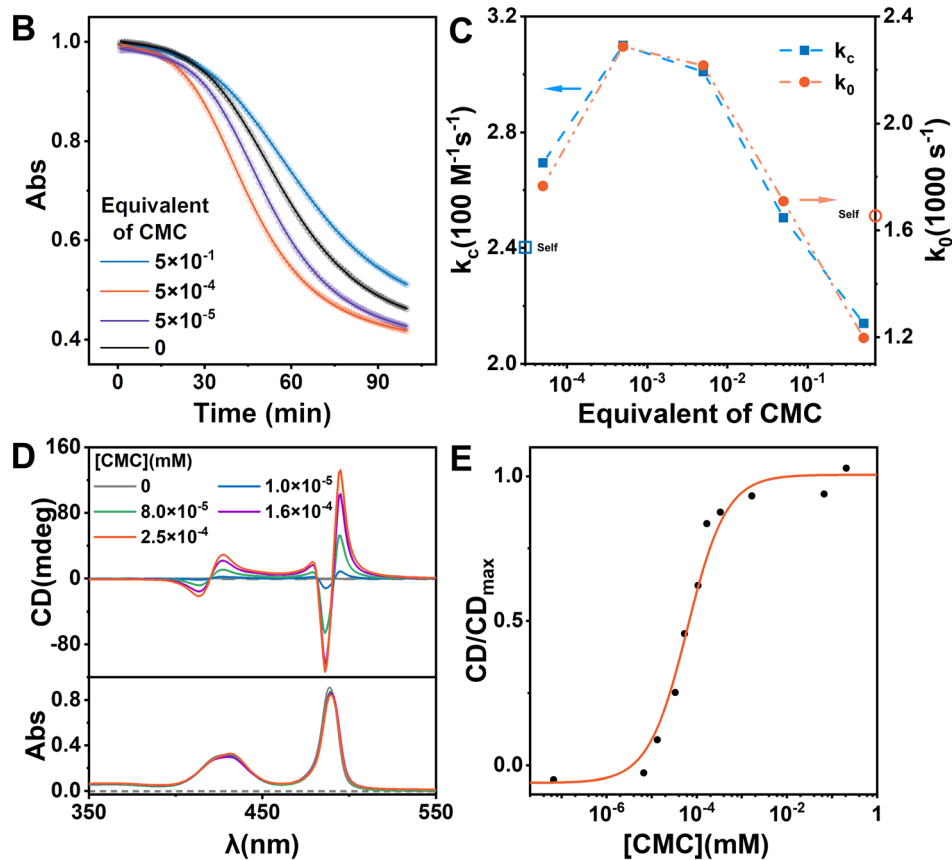 B
1.0
0.8
0.6
0.4
Abs
Equivalent
of CMC
5×10⁻¹
5×10⁻⁴
5×10⁻⁵
0
0
30
60
90
Time (min)
C
3.2
2.8
2.4
2.0
k_c(100 M⁻¹s⁻¹)
k_c
k_0
Self
Self
2.4
2.0
1.6
1.2
k_0(1000 s⁻¹)
10⁻⁴
10⁻³
10⁻²
10⁻¹
Equivalent of CMC
D
160
80
0
-80
CD(mdeg)
[CMC](mM)
0
1.0×10⁻⁵
8.0×10⁻⁵
1.6×10⁻⁴
2.5×10⁻⁴
0.8
0.4
0.0
Abs
350
450
550
λ(nm)
E
1.0
0.5
0.0
CD/CD_max
10⁻⁶
10⁻⁴
10⁻²
1
[CMC](mM)